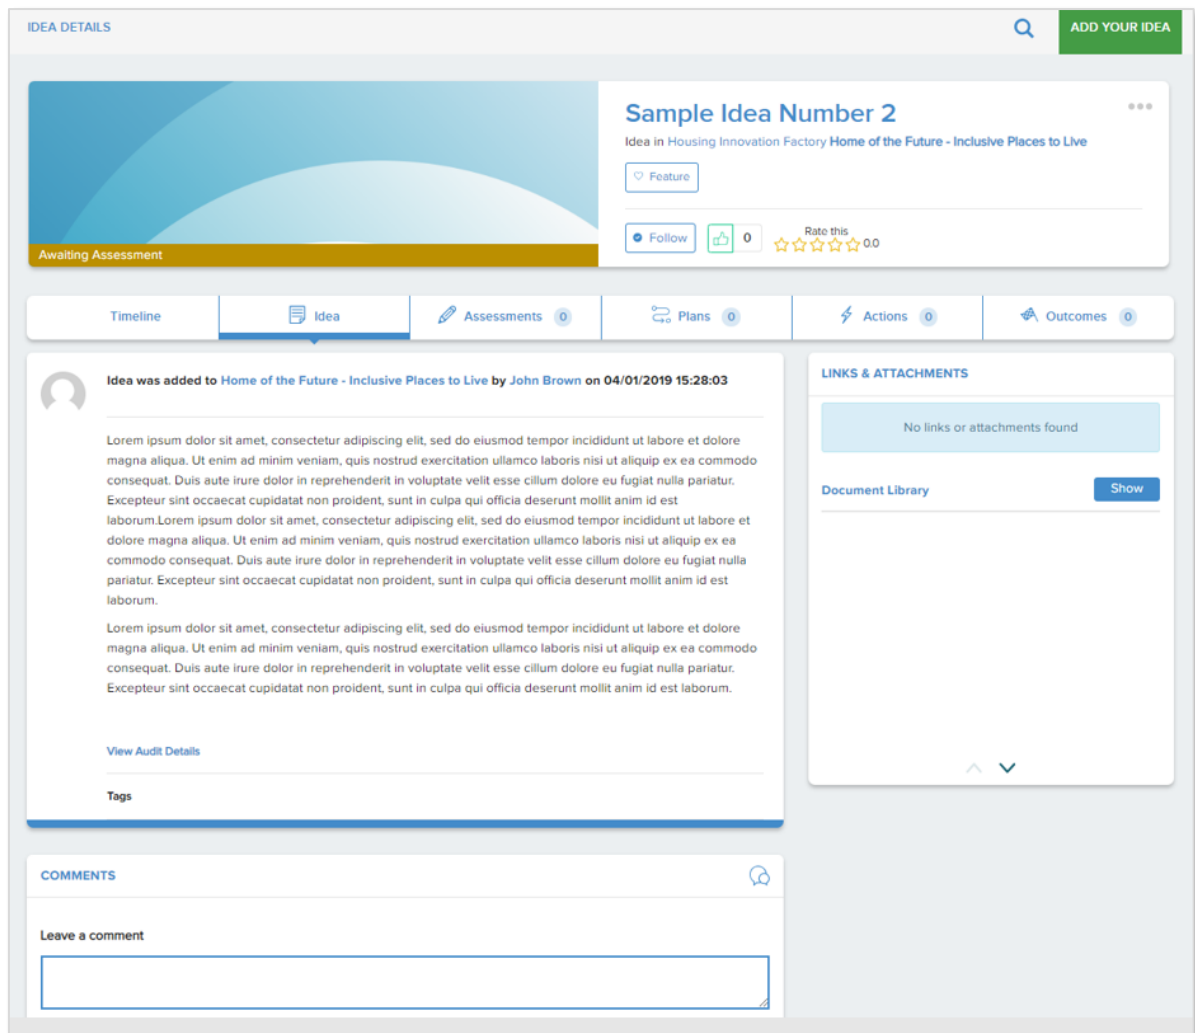 IDEA DETAILS
ADD YOUR IDEA
Sample Idea Number 2
Idea in Housing Innovation Factory Home of the Future - Inclusive Places to Live
Feature
Follow
0
Rate this
0.0
Awaiting Assessment
Timeline
Idea
Assessments 0
Plans 0
Actions 0
Outcomes 0
Idea was added to Home of the Future - Inclusive Places to Live by John Brown on 04/01/2019 15:28:03
Lorem ipsum dolor sit amet, consectetur adipiscing elit, sed do eiusmod tempor incididunt ut labore et dolore
magna aliqua. Ut enim ad minim veniam, quis nostrud exercitation ullamco laboris nisi ut aliquip ex ea commodo
consequat. Duis aute irure dolor in reprehenderit in voluptate velit esse cillum dolore eu fugiat nulla pariatur.
Excepteur sint occaecat cupidatat non proident, sunt in culpa qui officia deserunt mollit anim id est
laborum.Lorem ipsum dolor sit amet, consectetur adipiscing elit, sed do eiusmod tempor incididunt ut labore et
dolore magna aliqua. Ut enim ad minim veniam, quis nostrud exercitation ullamco laboris nisi ut aliquip ex ea
commodo consequat. Duis aute irure dolor in reprehenderit in voluptate velit esse cillum dolore eu fugiat nulla
pariatur. Excepteur sint occaecat cupidatat non proident, sunt in culpa qui officia deserunt mollit anim id est
laborum.
Lorem ipsum dolor sit amet, consectetur adipiscing elit, sed do eiusmod tempor incididunt ut labore et dolore
magna aliqua. Ut enim ad minim veniam, quis nostrud exercitation ullamco laboris nisi ut aliquip ex ea commodo
consequat. Duis aute irure dolor in reprehenderit in voluptate velit esse cillum dolore eu fugiat nulla pariatur.
Excepteur sint occaecat cupidatat non proident, sunt in culpa qui officia deserunt mollit anim id est laborum.
View Audit Details
Tags
LINKS & ATTACHMENTS
No links or attachments found
Document Library
Show
COMMENTS
Leave a comment